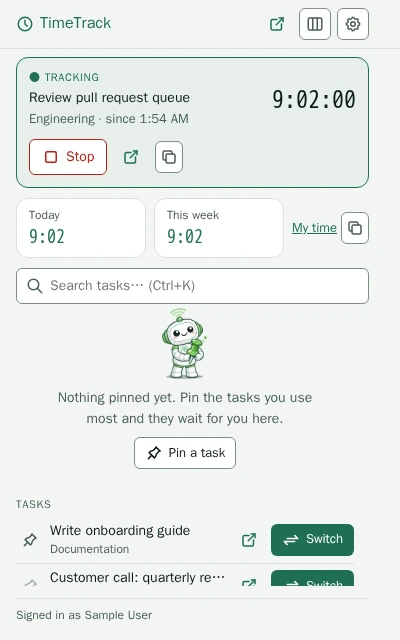 TimeTrack
TRACKING
Review pull request queue
9:02:00
Engineering · since 1:54 AM
Stop
Today
9:02
This week
9:02
My time
Search tasks··· (Ctrl+K)
Nothing pinned yet. Pin the tasks you use
most and they wait for you here.
Pin a task
TASKS
Write onboarding guide
Documentation
Switch
Customer call: quarterly re···
Switch
Signed in as Sample User